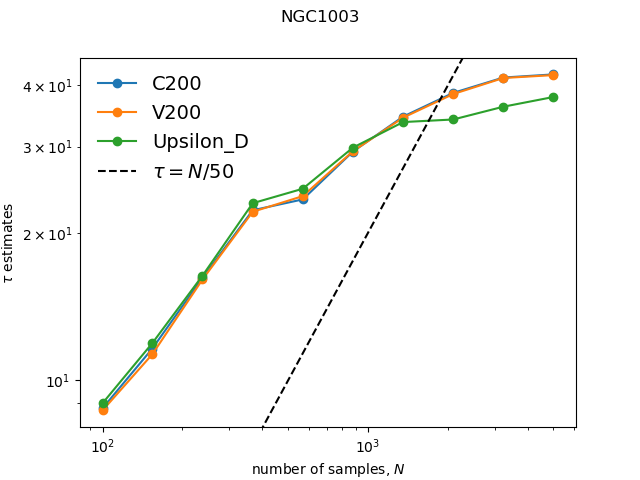 NGC1003
C200
V200
Upsilon_D
τ = N/50
τ estimates
4 × 10¹
3 × 10¹
2 × 10¹
10¹
10²
10³
number of samples, N